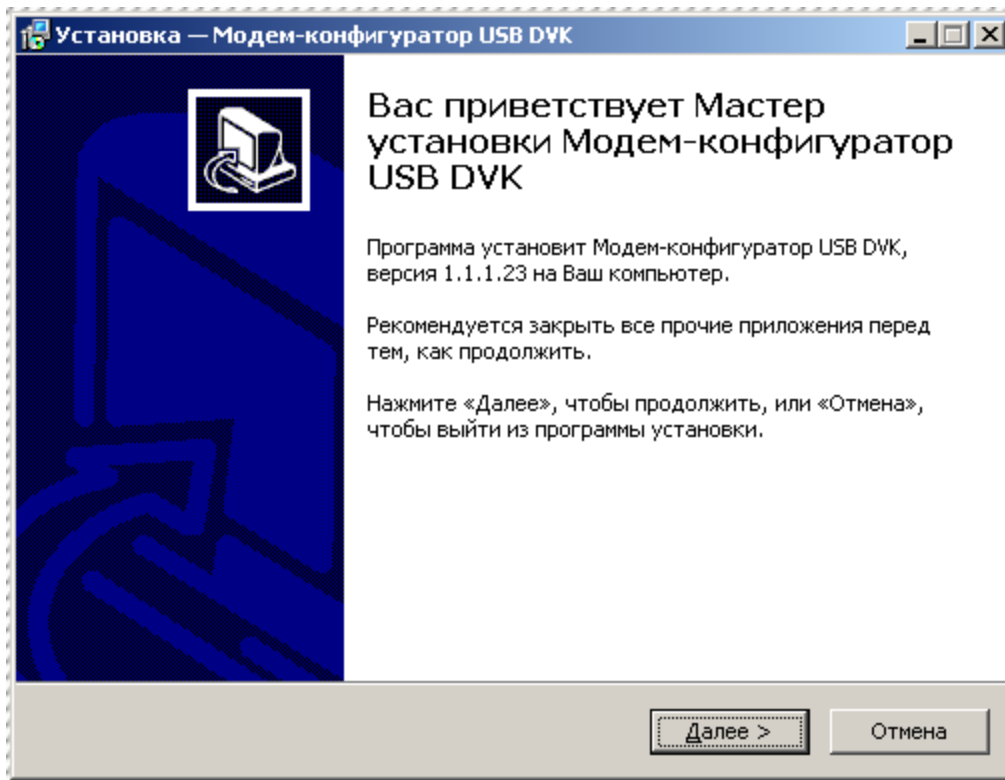 Установка — Модем-конфигуратор USB DVK
Вас приветствует Мастер
установки Модем-конфигуратор
USB DVK
Программа установит Модем-конфигуратор USB DVK,
версия 1.1.1.23 на Ваш компьютер.
Рекомендуется закрыть все прочие приложения перед
тем, как продолжить.
Нажмите «Далее», чтобы продолжить, или «Отмена»,
чтобы выйти из программы установки.
Далее >
Отмена